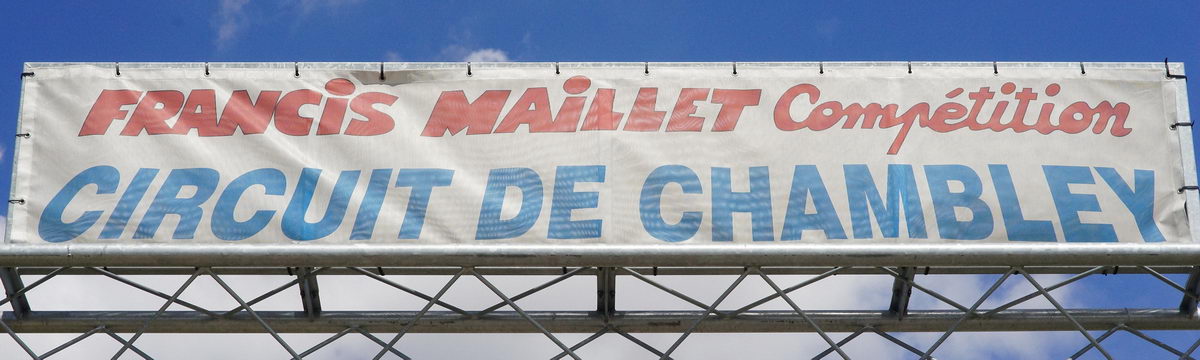 FRANCiS MAiLLET Compétition
CIRCUIT DE CHAMBLEY